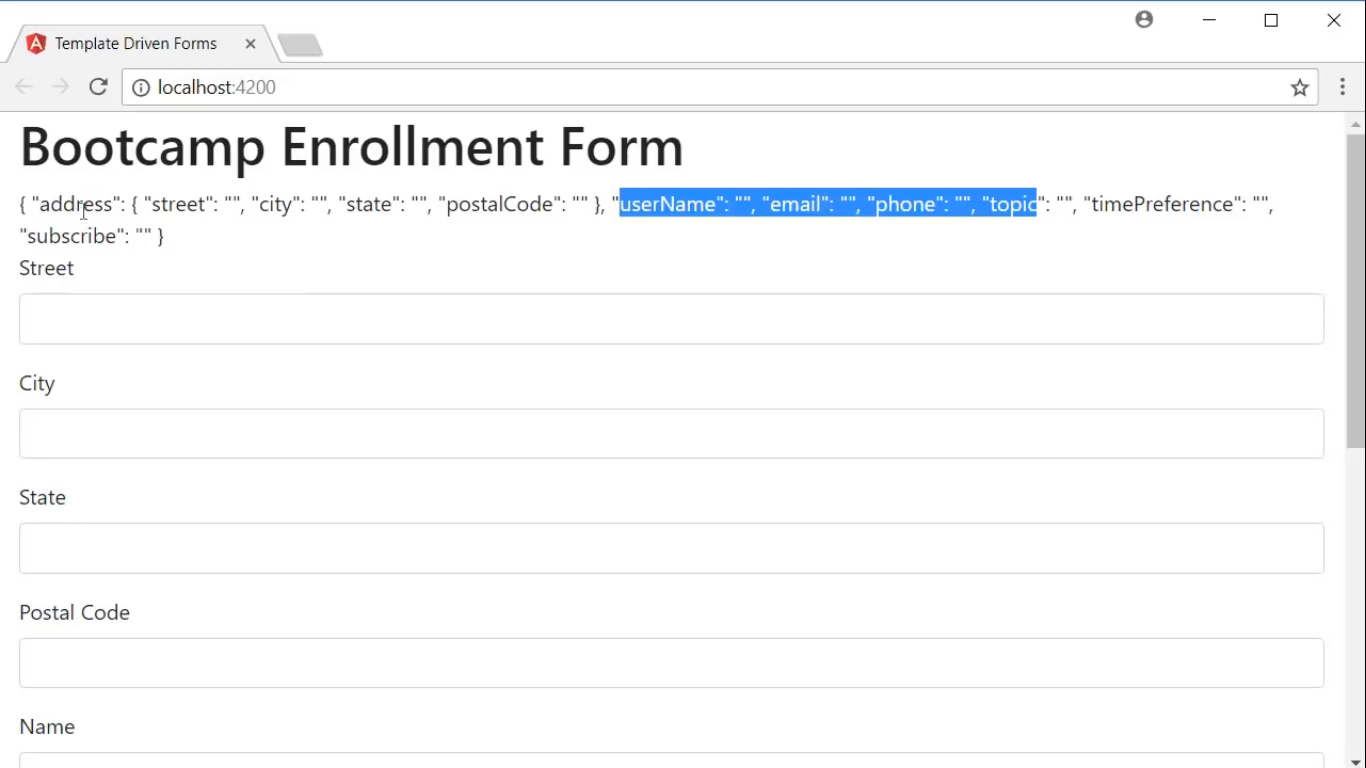 Template Driven Forms
localhost:4200
Bootcamp Enrollment Form
{ "address": { "street": "", "city": "", "state": "", "postalCode": "" }, "userName": "", "email": "", "phone": "", "topic": "", "timePreference": "",
"subscribe": "" }
Street
City
State
Postal Code
Name